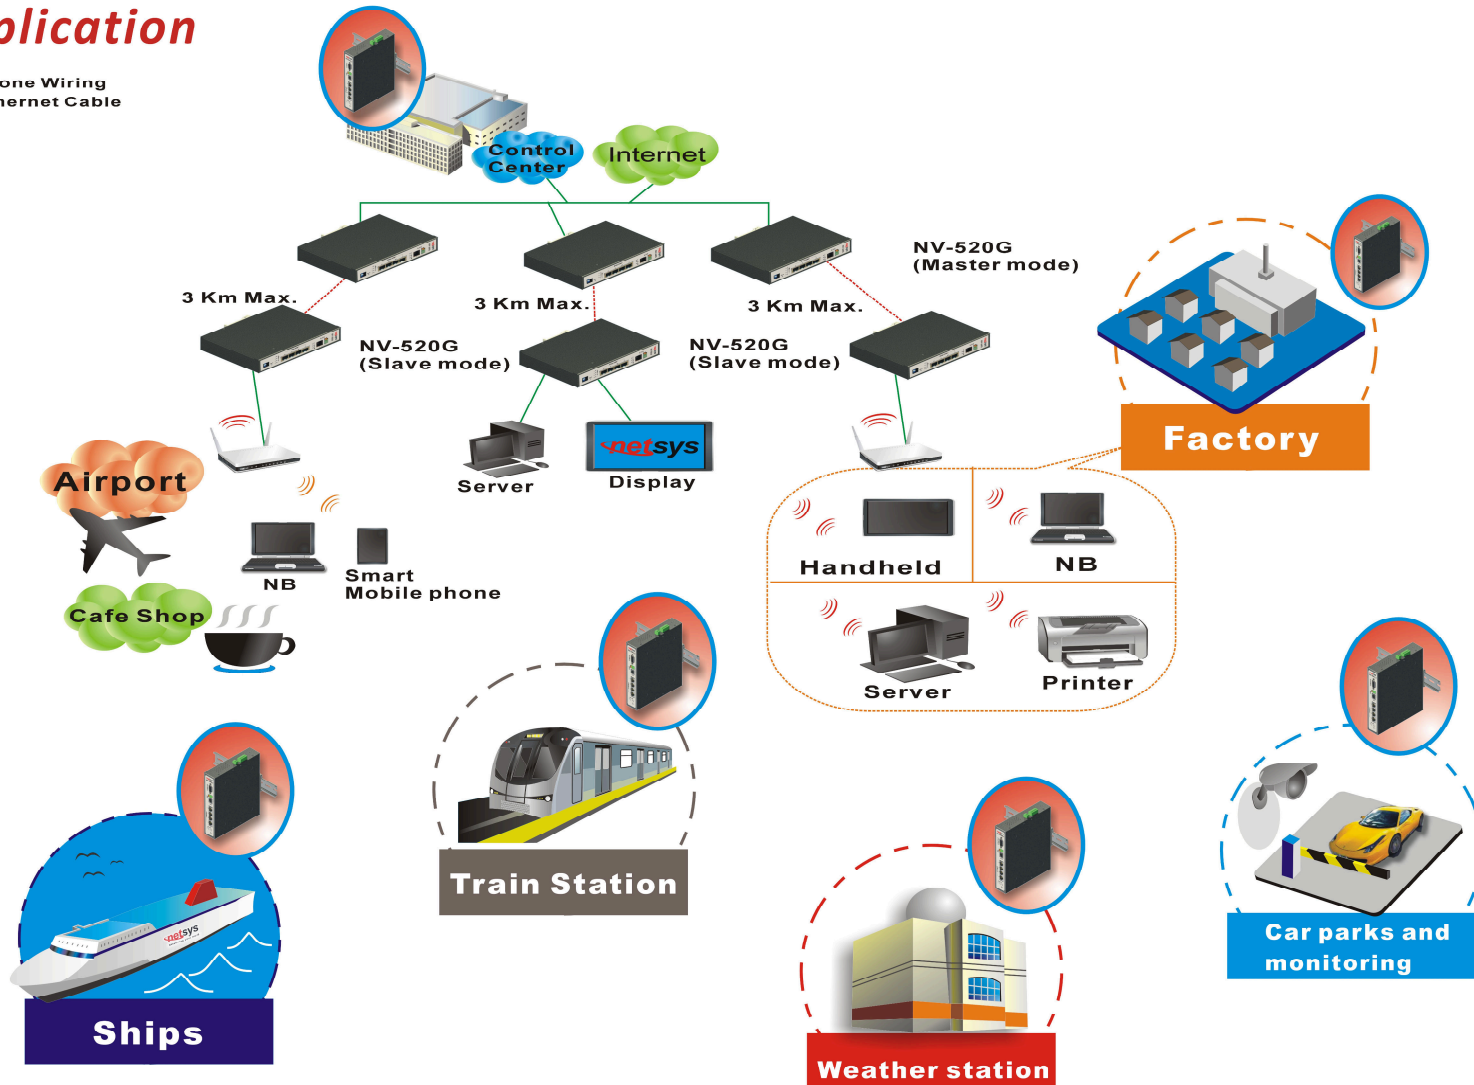 plication
one Wiring
hernet Cable
Control
Center
Internet
NV-520G
(Master mode)
3 Km Max.
3 Km Max.
3 Km Max.
NV-520G
(Slave mode)
NV-520G
(Slave mode)
Factory
netsys
Server
Display
Airport
NB
Smart
Mobile phone
Handheld
NB
Cafe Shop
Server
Printer
Train Station
netsys
Ships
Car parks and
monitoring
Weather station